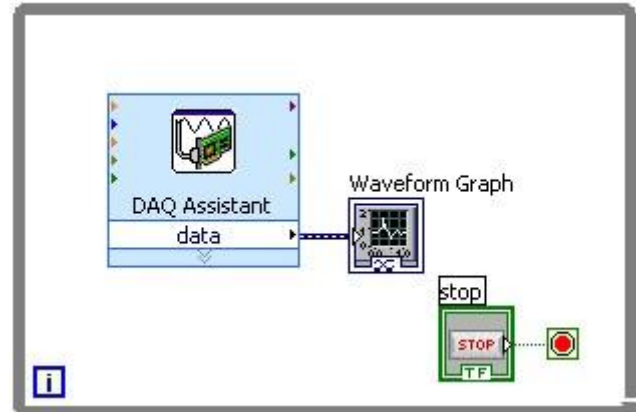 DAQ Assistant
data
Waveform Graph
stop
STOP
TF
i